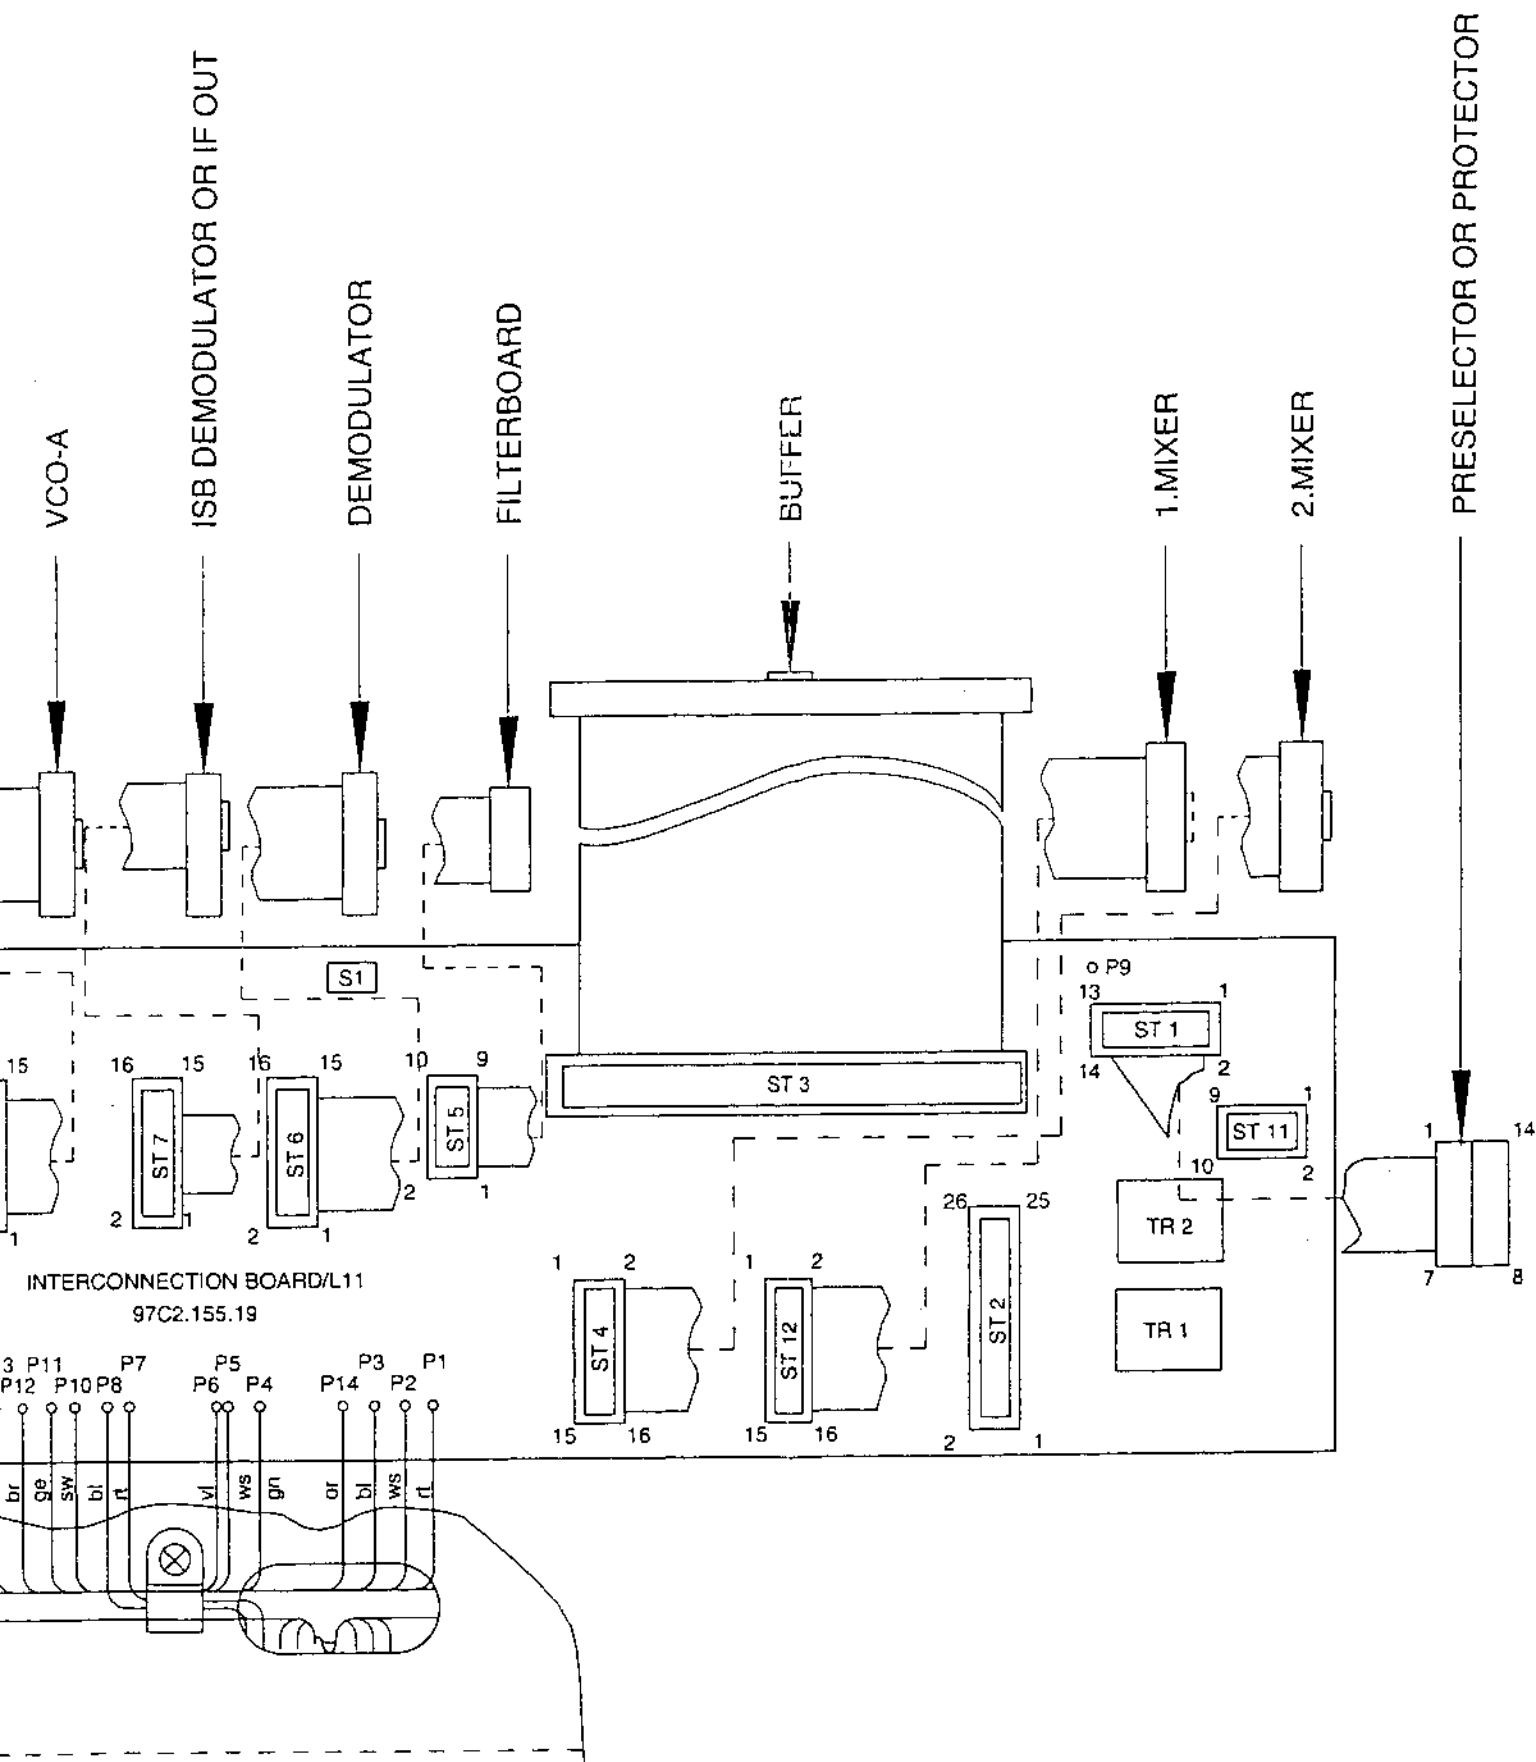 VCO-A
ISB DEMODULATOR OR IF OUT
DEMODULATOR
FILTERBOARD
BUFFER
1.MIXER
2.MIXER
PRESELECTOR OR PROTECTOR
P9
S1
13 1
ST 1
14 2
15 16 15 16 15 10 9
ST 3
9 1
ST 11
10 2
ST 7
ST 6
ST 5
1 14
2 1 2 1 2 1
1
7 8
26 25
TR 2
ST 2
2 1
TR 1
INTERCONNECTION BOARD/L11
97C2.155.19
1 2 1 2
ST 4
ST 12
15 16 15 16
3 P11 P7 P5 P3 P1
P12 P10 P8 P6 P4 P14 P2
br ge sw bl rt vl ws gn or bl ws rt